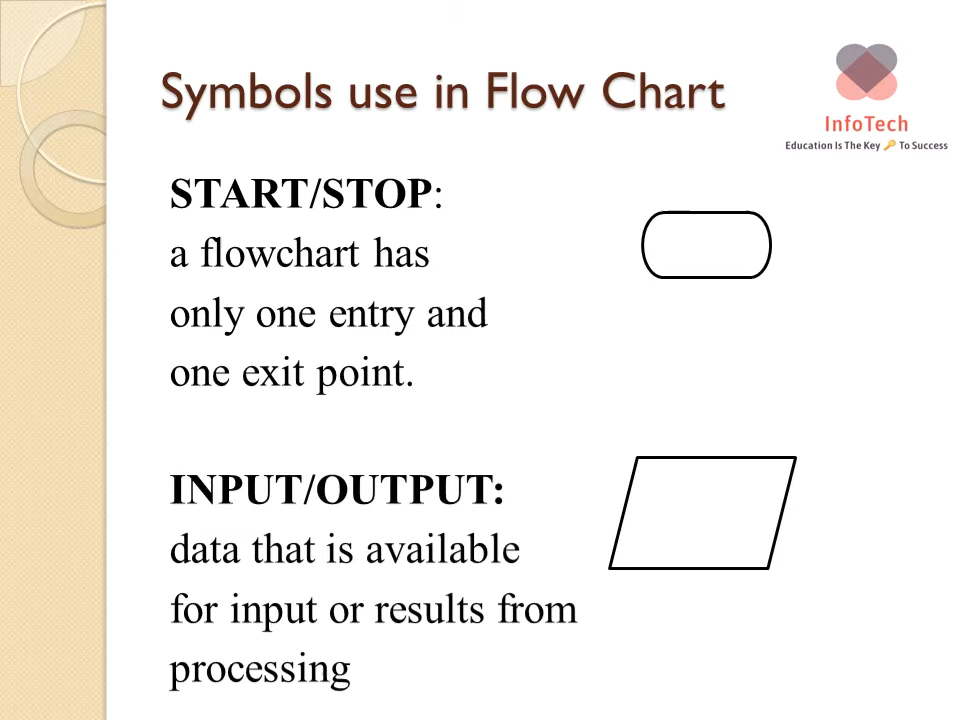 Symbols use in Flow Chart
InfoTech
Education Is The Key 🔑 To Success
START/STOP:
a flowchart has
only one entry and
one exit point.
INPUT/OUTPUT:
data that is available
for input or results from
processing